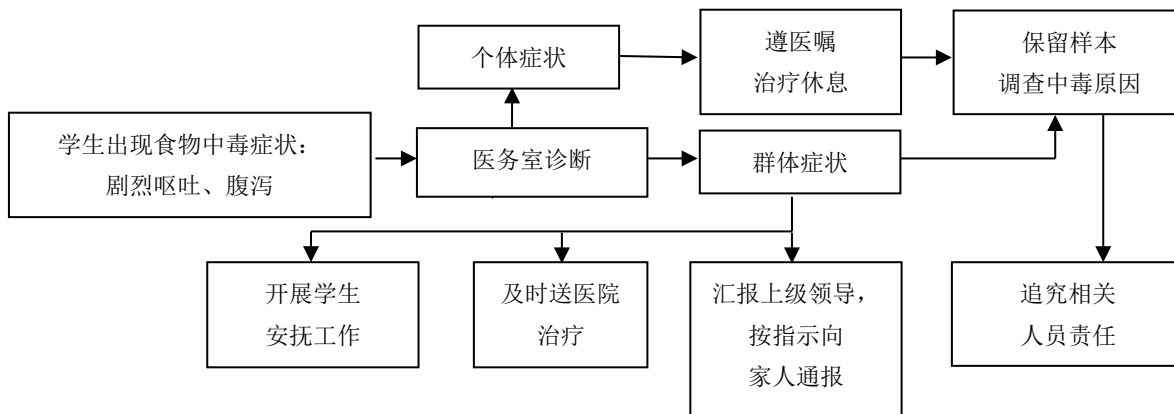 个体症状
遵医嘱
治疗休息
保留样本
调查中毒原因
学生出现食物中毒症状：
剧烈呕吐、腹泻
医务室诊断
群体症状
开展学生
安抚工作
及时送医院
治疗
汇报上级领导，
按指示向
家人通报
追究相关
人员责任